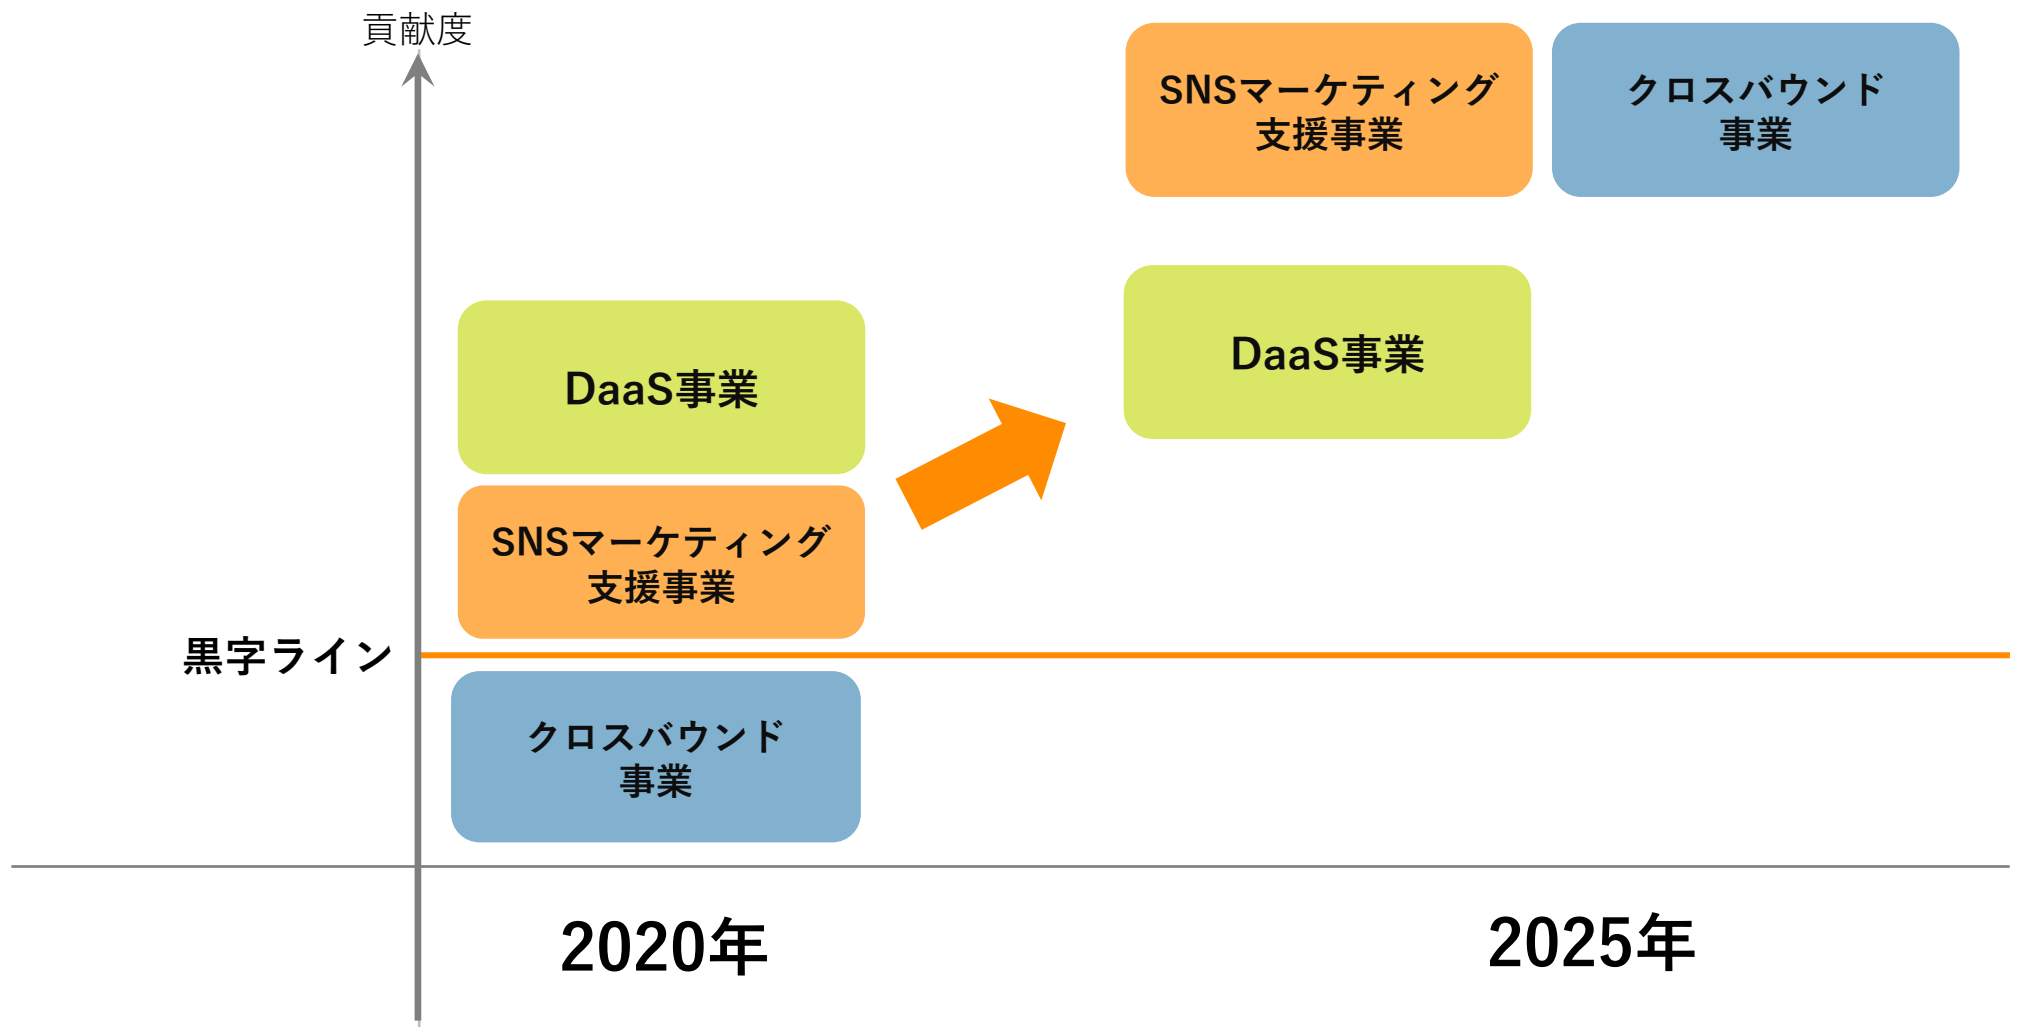 貢献度
SNSマーケティング
支援事業
クロスバウンド
事業
DaaS事業
DaaS事業
SNSマーケティング
支援事業
黒字ライン
クロスバウンド
事業
2020年
2025年